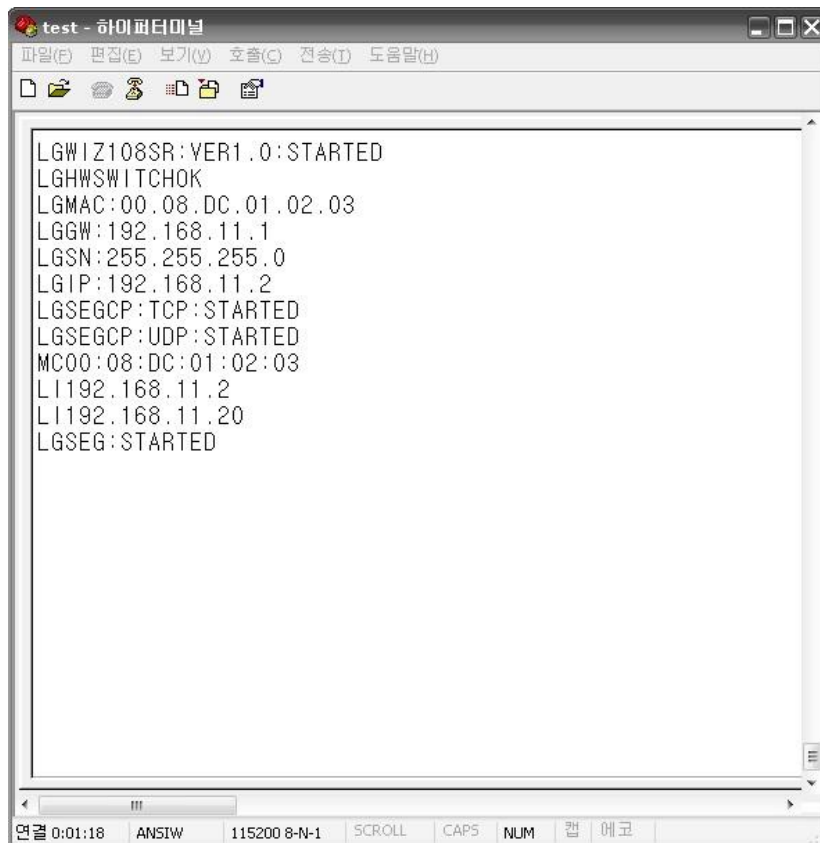 test - 하이퍼터미널
파일(F) 편집(E) 보기(V) 호출(C) 전송(T) 도움말(H)
LGWIZ108SR:VER1.0:STARTED
LGHWSWITCHOK
LGMAC:00.08.DC.01.02.03
LGGW:192.168.11.1
LGSN:255.255.255.0
LGIP:192.168.11.2
LGSEGCP:TCP:STARTED
LGSEGCP:UDP:STARTED
MC00:08:DC:01:02:03
LI192.168.11.2
LI192.168.11.20
LGSEG:STARTED
연결 0:01:18 ANSIW 115200 8-N-1 SCROLL CAPS NUM 캡 에코